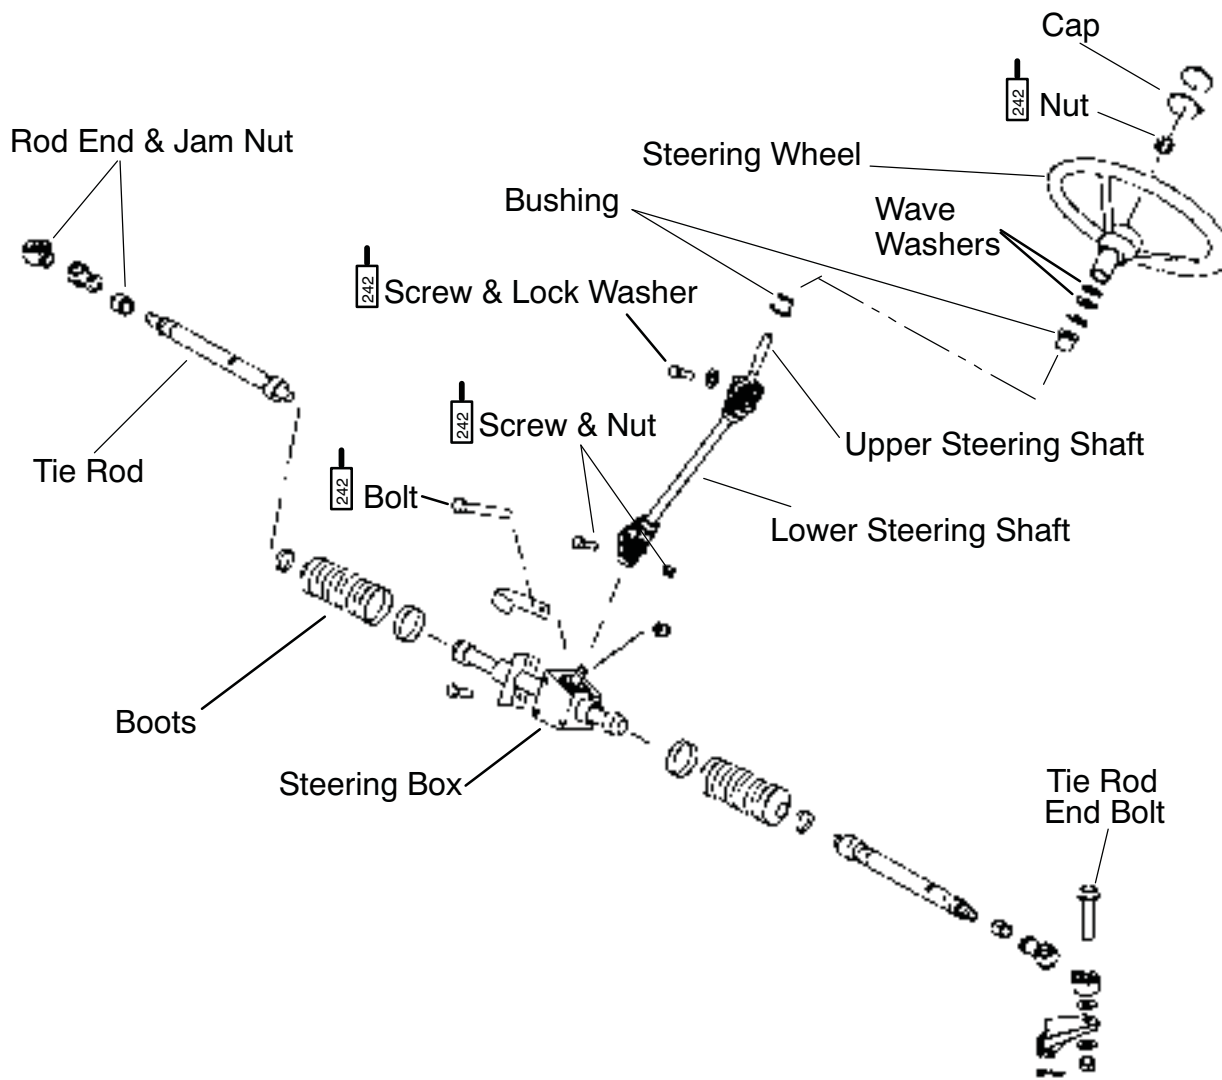 Cap
242
Nut
Rod End & Jam Nut
Steering Wheel
Bushing
Wave
Washers
242
Screw & Lock Washer
242
Screw & Nut
Upper Steering Shaft
Tie Rod
242
Bolt
Lower Steering Shaft
Boots
Steering Box
Tie Rod
End Bolt